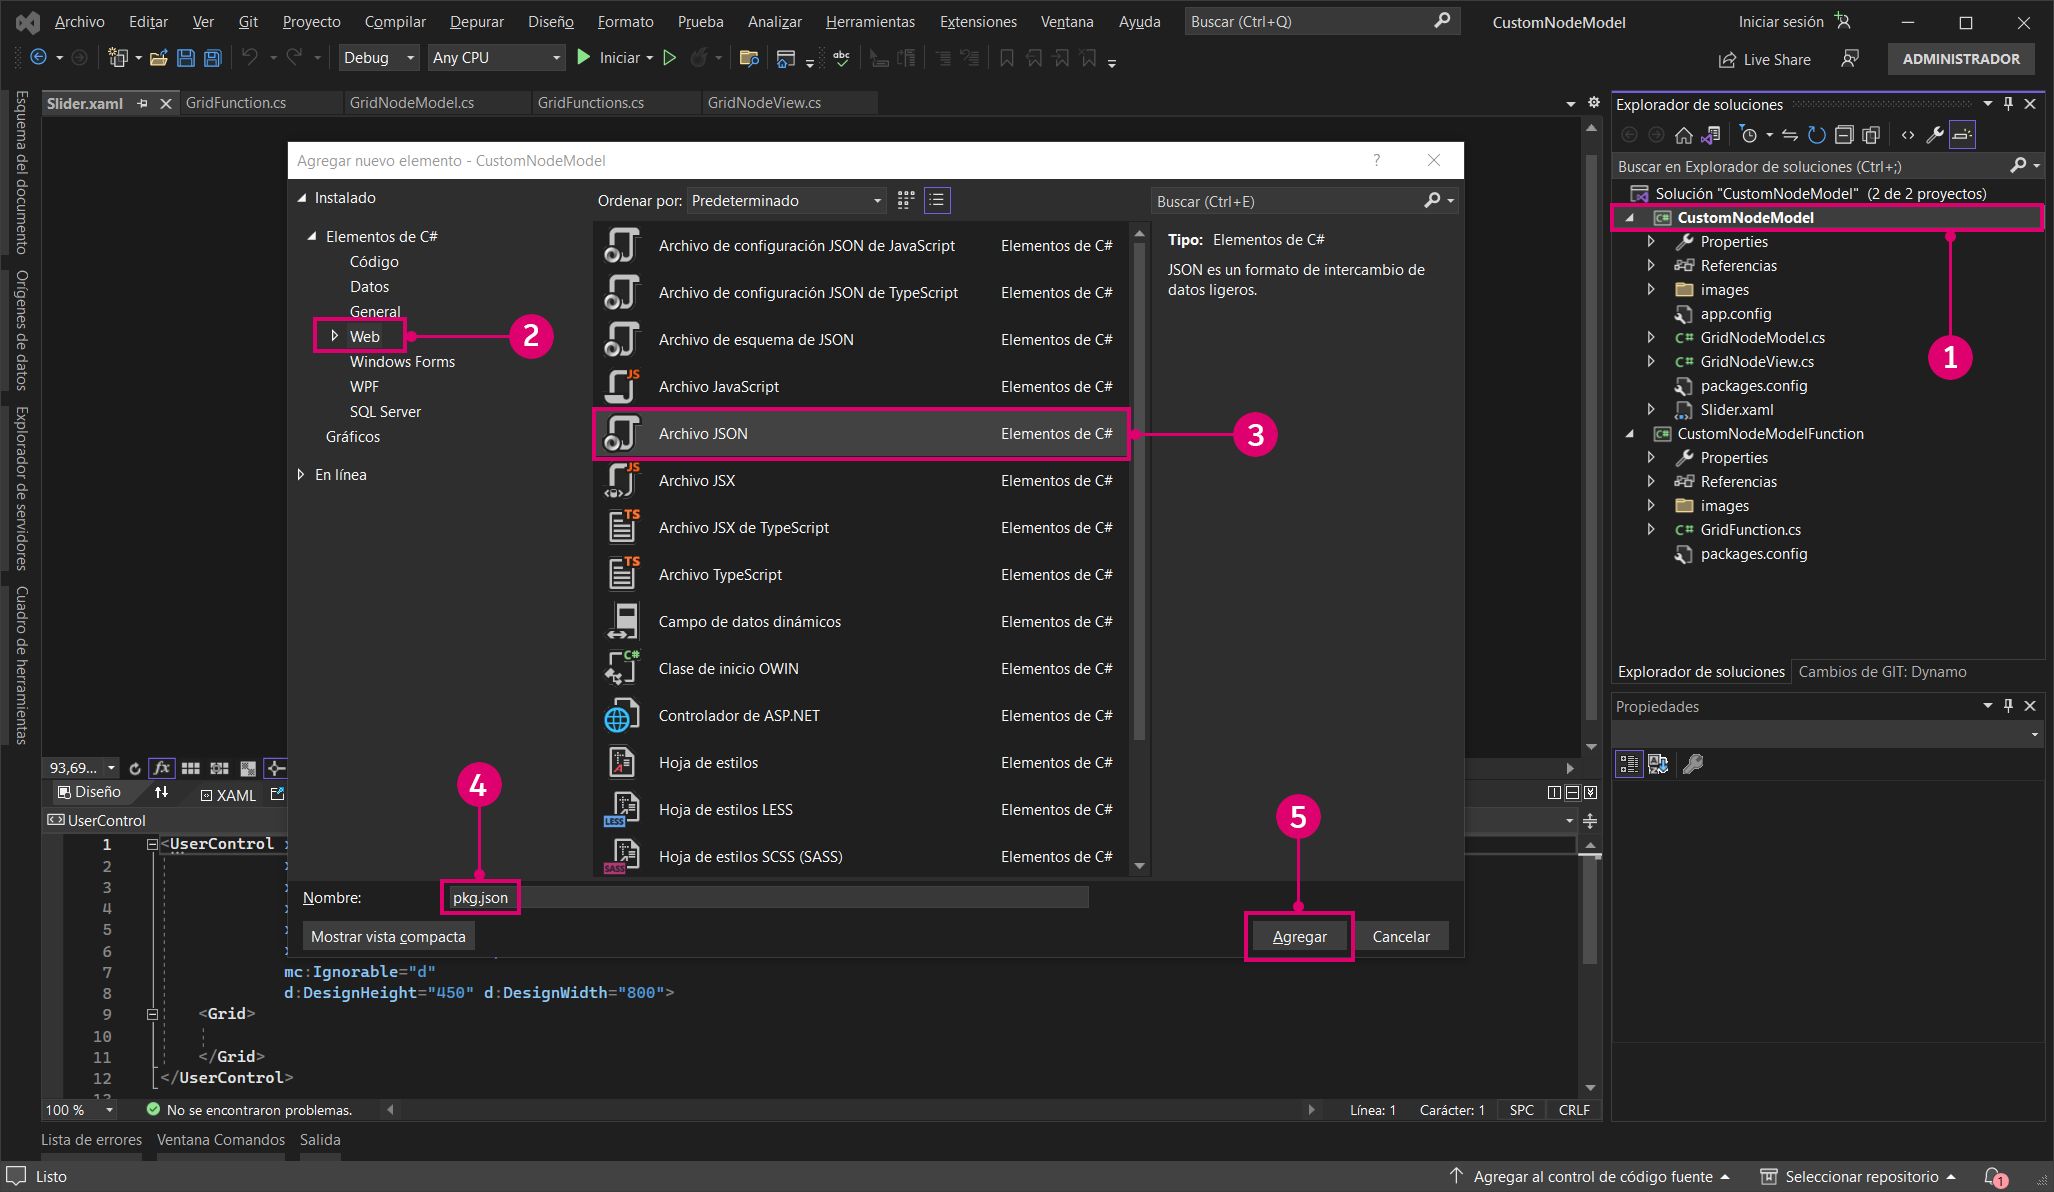 Archivo Editar Ver Git Proyecto Compilar Depurar Diseño Formato Prueba Analizar Herramientas Extensiones Ventana Ayuda Buscar (Ctrl+Q) CustomNodeModel Iniciar sesión
Debug Any CPU Iniciar abc Live Share ADMINISTRADOR
Esquema del documento
Orígenes de datos
Explorador de servidores
Cuadro de herramientas
Slider.xaml GridFunction.cs GridNodeModel.cs GridFunctions.cs GridNodeView.cs
Agregar nuevo elemento - CustomNodeModel ?
Instalado
Elementos de C#
Código
Datos
General
Web
2
Windows Forms
WPF
SQL Server
Gráficos
En línea
Ordenar por: Predeterminado
Archivo de configuración JSON de JavaScript Elementos de C#
Archivo de configuración JSON de TypeScript Elementos de C#
Archivo de esquema de JSON Elementos de C#
JS Archivo JavaScript Elementos de C#
Archivo JSON Elementos de C#
3
JS Archivo JSX Elementos de C#
TS Archivo JSX de TypeScript Elementos de C#
TS Archivo TypeScript Elementos de C#
Campo de datos dinámicos Elementos de C#
C# Clase de inicio OWIN Elementos de C#
Controlador de ASP.NET Elementos de C#
A Hoja de estilos Elementos de C#
LESS Hoja de estilos LESS Elementos de C#
SASS Hoja de estilos SCSS (SASS) Elementos de C#
Buscar (Ctrl+E)
Tipo: Elementos de C#
JSON es un formato de intercambio de
datos ligeros.
4
5
Nombre: pkg.json
Mostrar vista compacta Agregar Cancelar
93,69... fx
Diseño XAML
UserControl
1 <UserControl x
2 x
3 x
4 x
5 x
6 x
7 mc:Ignorable="d"
8 d:DesignHeight="450" d:DesignWidth="800">
9 <Grid>
10
11 </Grid>
12 </UserControl>
13
100 % No se encontraron problemas. Línea: 1 Carácter: 1 SPC CRLF
Lista de errores Ventana Comandos Salida
Explorador de soluciones
Buscar en Explorador de soluciones (Ctrl+;)
Solución "CustomNodeModel" (2 de 2 proyectos)
C# CustomNodeModel
1
Properties
Referencias
images
app.config
C# GridNodeModel.cs
C# GridNodeView.cs
packages.config
Slider.xaml
C# CustomNodeModelFunction
Properties
Referencias
images
C# GridFunction.cs
packages.config
Explorador de soluciones Cambios de GIT: Dynamo
Propiedades
Listo Agregar al control de código fuente Seleccionar repositorio 1